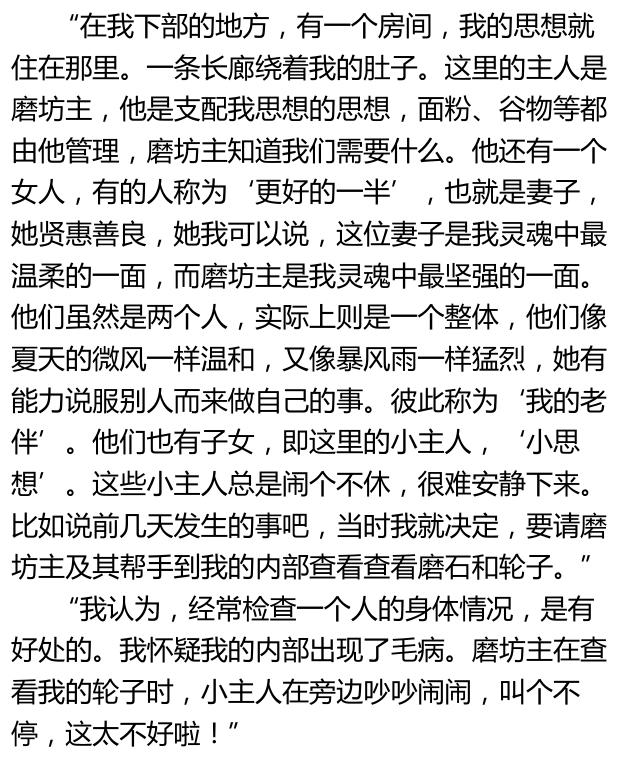 “在我下部的地方，有一个房间，我的思想就
住在那里。一条长廊绕着我的肚子。这里的主人是
磨坊主，他是支配我思想的思想，面粉、谷物等都
由他管理，磨坊主知道我们需要什么。他还有一个
女人，有的人称为‘更好的一半’，也就是妻子，
她贤惠善良，她我可以说，这位妻子是我灵魂中最
温柔的一面，而磨坊主是我灵魂中最坚强的一面。
他们虽然是两个人，实际上则是一个整体，他们像
夏天的微风一样温和，又像暴风雨一样猛烈，她有
能力说服别人而来做自己的事。彼此称为‘我的老
伴’。他们也有子女，即这里的小主人，‘小思
想’。这些小主人总是闹个不休，很难安静下来。
比如说前几天发生的事吧，当时我就决定，要请磨
坊主及其帮手到我的内部查看查看磨石和轮子。”
“我认为，经常检查一个人的身体情况，是有
好处的。我怀疑我的内部出现了毛病。磨坊主在查
看我的轮子时，小主人在旁边吵吵闹闹，叫个不
停，这太不好啦！”